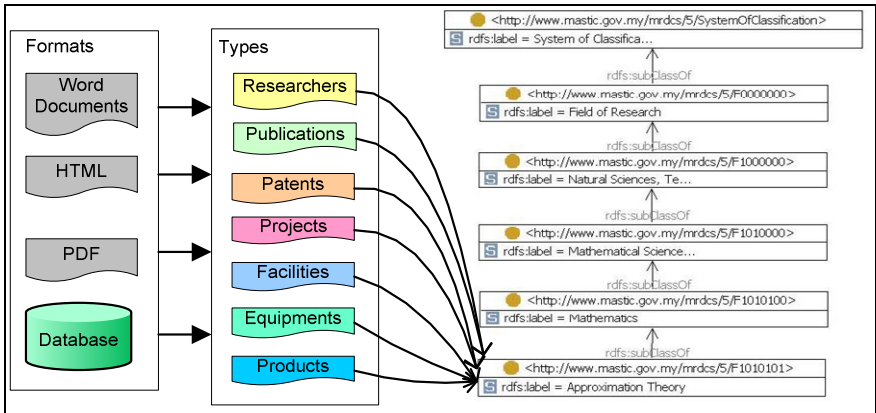 Formats
Word
Documents
HTML
PDF
Database
Types
Researchers
Publications
Patents
Projects
Facilities
Equipments
Products
<http://www.mastic.gov.my/mrdcs/5/SystemOfClassification>
S rdfs:label = System of Classifica...
rdfs:subClassOf
<http://www.mastic.gov.my/mrdcs/5/F0000000>
S rdfs:label = Field of Research
rdfs:subClassOf
<http://www.mastic.gov.my/mrdcs/5/F1000000>
S rdfs:label = Natural Sciences, Te...
rdfs:subClassOf
<http://www.mastic.gov.my/mrdcs/5/F1010000>
S rdfs:label = Mathematical Science...
rdfs:subClassOf
<http://www.mastic.gov.my/mrdcs/5/F1010100>
S rdfs:label = Mathematics
rdfs:subClassOf
<http://www.mastic.gov.my/mrdcs/5/F1010101>
S rdfs:label = Approximation Theory